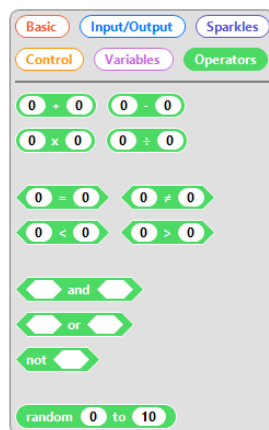 Basic Input/Output Sparkles
Control Variables Operators
0 + 0 0 - 0
0 x 0 0 ÷ 0
0 = 0 0 ≠ 0
0 < 0 0 > 0
and
or
not
random 0 to 10